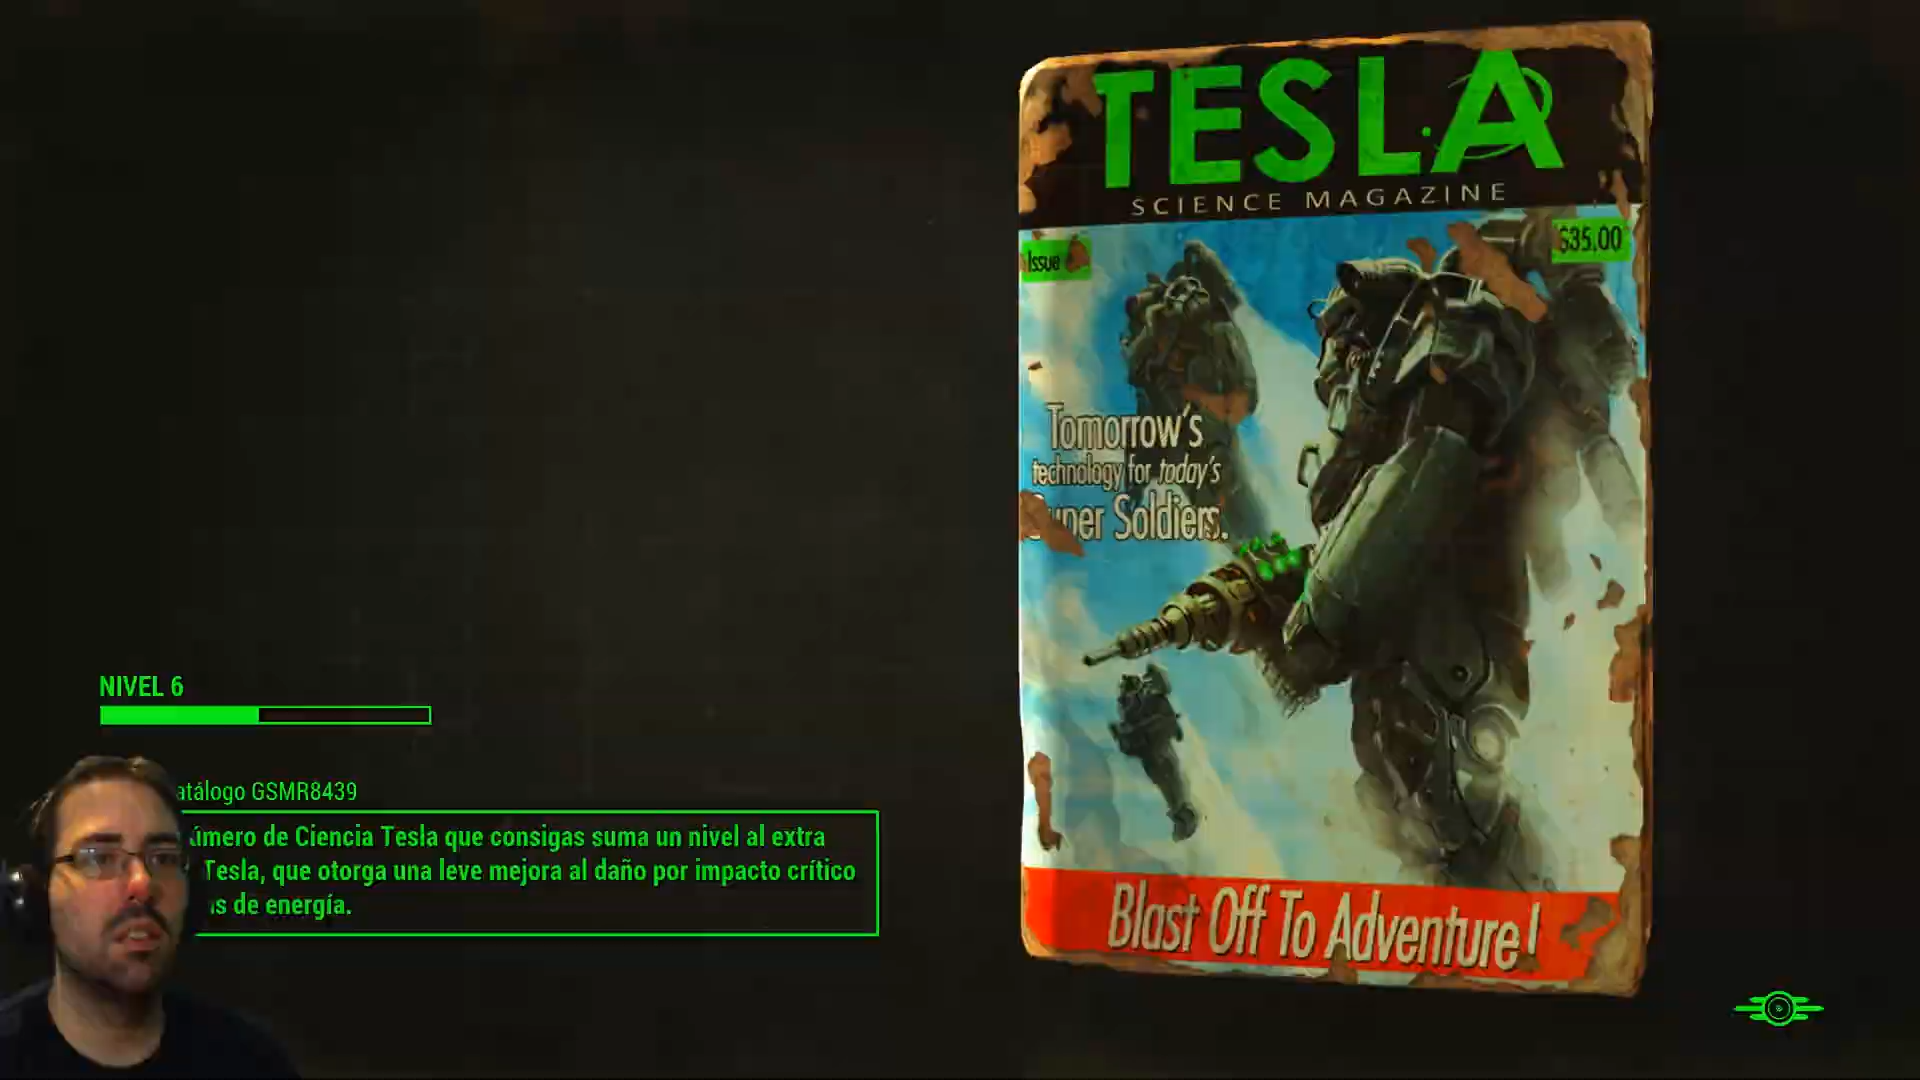 TESLA
SCIENCE MAGAZINE
Issue
$35.00
Tomorrow's
technology for today's
Super Soldiers.
Blast Off To Adventure!
NIVEL 6
atálogo GSMR8439
úmero de Ciencia Tesla que consigas suma un nivel al extra
Tesla, que otorga una leve mejora al daño por impacto crítico
de energía.